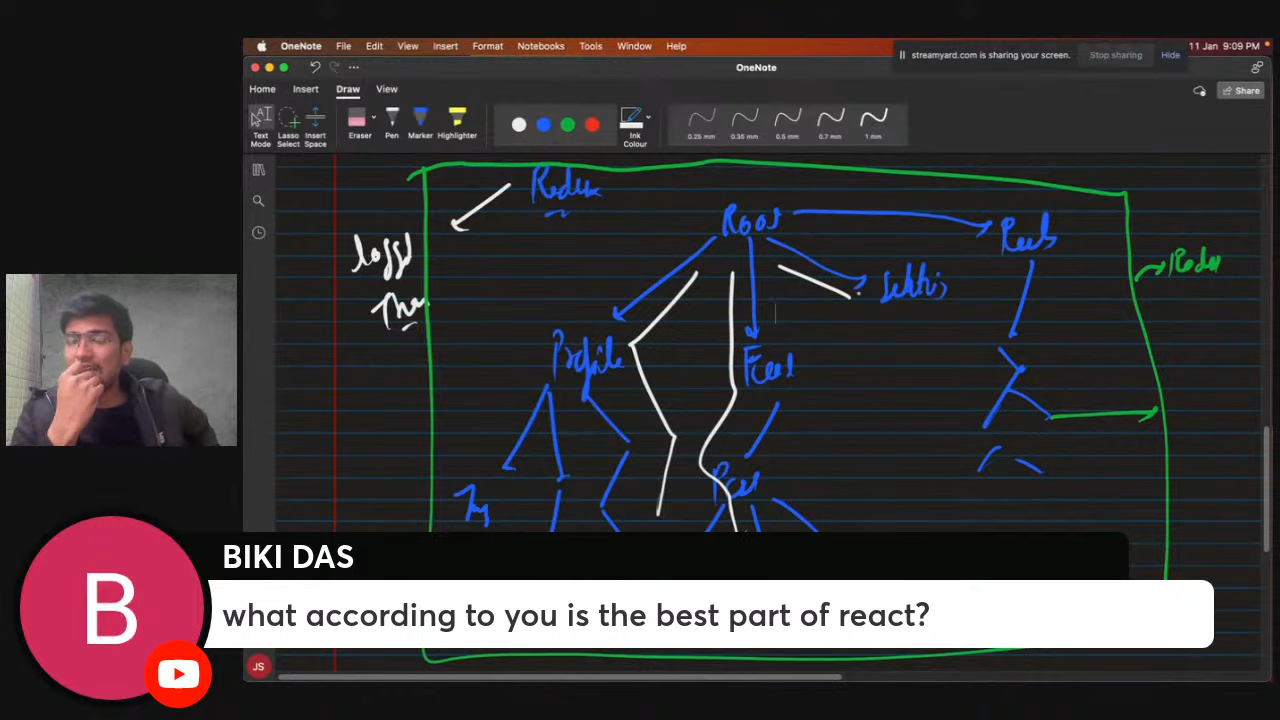 OneNote File Edit View Insert Format Notebooks Tools Window Help
streamyard.com is sharing your screen. Stop sharing Hide
11 Jan 9:09 PM
OneNote
Home Insert Draw View
Share
Text Mode
Lasso Select
Insert Space
Eraser
Pen
Marker
Highlighter
Ink Colour
0.25 mm 0.35 mm 0.5 mm 0.7 mm 1 mm
Redux
Root
Reels
Profile
Feed
JS
B
BIKI DAS
what according to you is the best part of react?